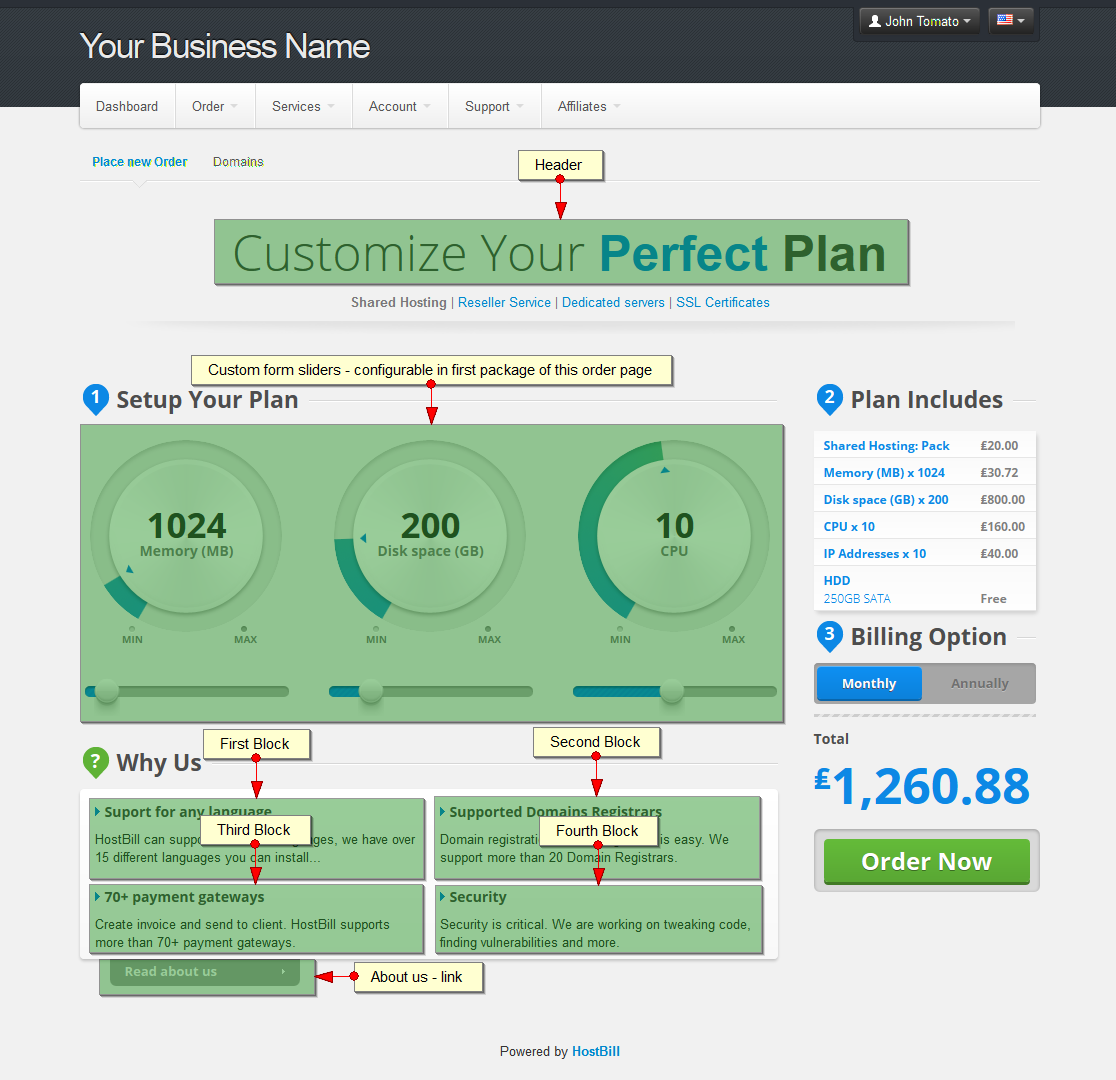 John Tomato
Your Business Name
Dashboard
Order
Services
Account
Support
Affiliates
Place new Order
Domains
Header
Customize Your Perfect Plan
Shared Hosting | Reseller Service | Dedicated servers | SSL Certificates
Custom form sliders - configurable in first package of this order page
1 Setup Your Plan
1024
Memory (MB)
MIN MAX
200
Disk space (GB)
MIN MAX
10
CPU
MIN MAX
2 Plan Includes
Shared Hosting: Pack £20.00
Memory (MB) x 1024 £30.72
Disk space (GB) x 200 £800.00
CPU x 10 £160.00
IP Addresses x 10 £40.00
HDD
250GB SATA Free
3 Billing Option
Monthly Annually
Total
£1,260.88
Order Now
? Why Us
First Block
Second Block
Suport for any language
HostBill can ges, we have over
15 different languages you can install...
Supported Domains Registrars
Domain is easy. We
support more than 20 Domain Registrars.
Third Block
Fourth Block
70+ payment gateways
Create invoice and send to client. HostBill supports
more than 70+ payment gateways.
Security
Security is critical. We are working on tweaking code,
finding vulnerabilities and more.
Read about us
About us - link
Powered by HostBill